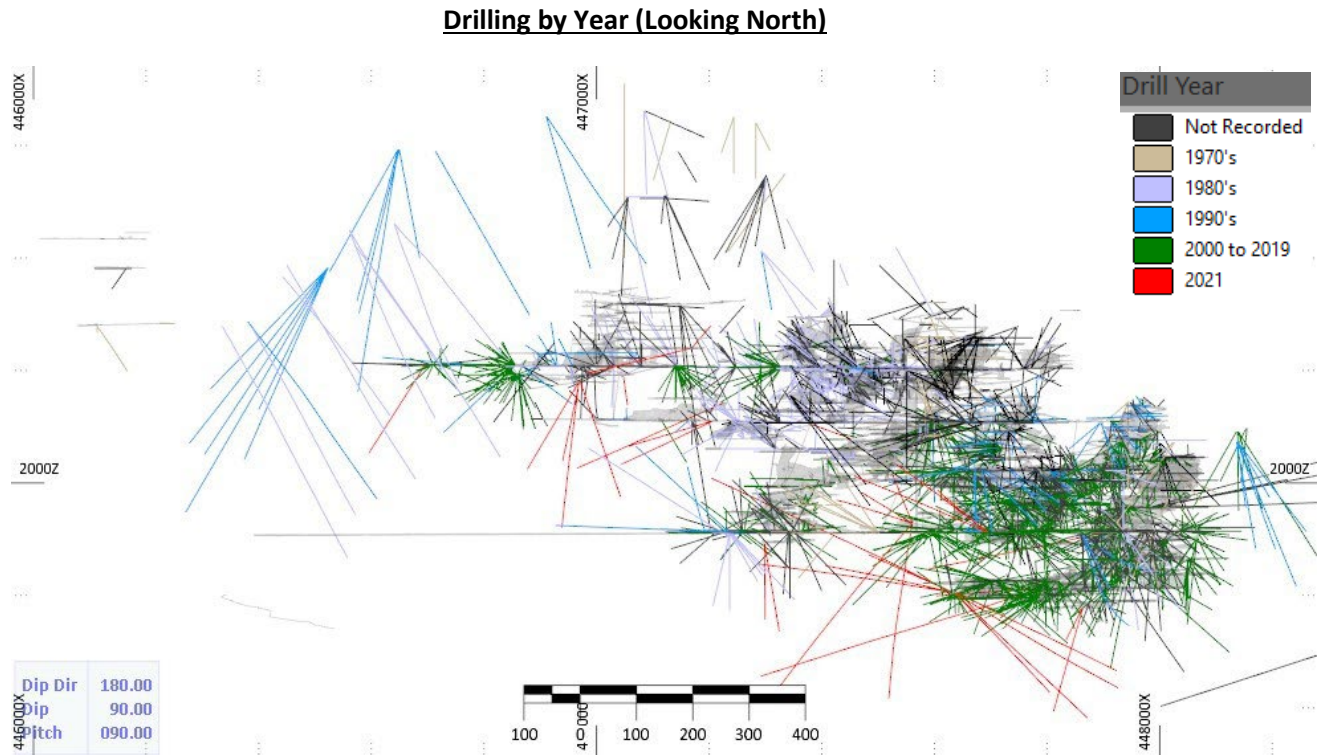 Drilling by Year (Looking North)
446000X
447000X
Drill Year
Not Recorded
1970's
1980's
1990's
2000 to 2019
2021
2000Z
2000Z
Dip Dir 180.00
Dip 90.00
Pitch 090.00
446000X
100 0 100 200 300 400
448000X